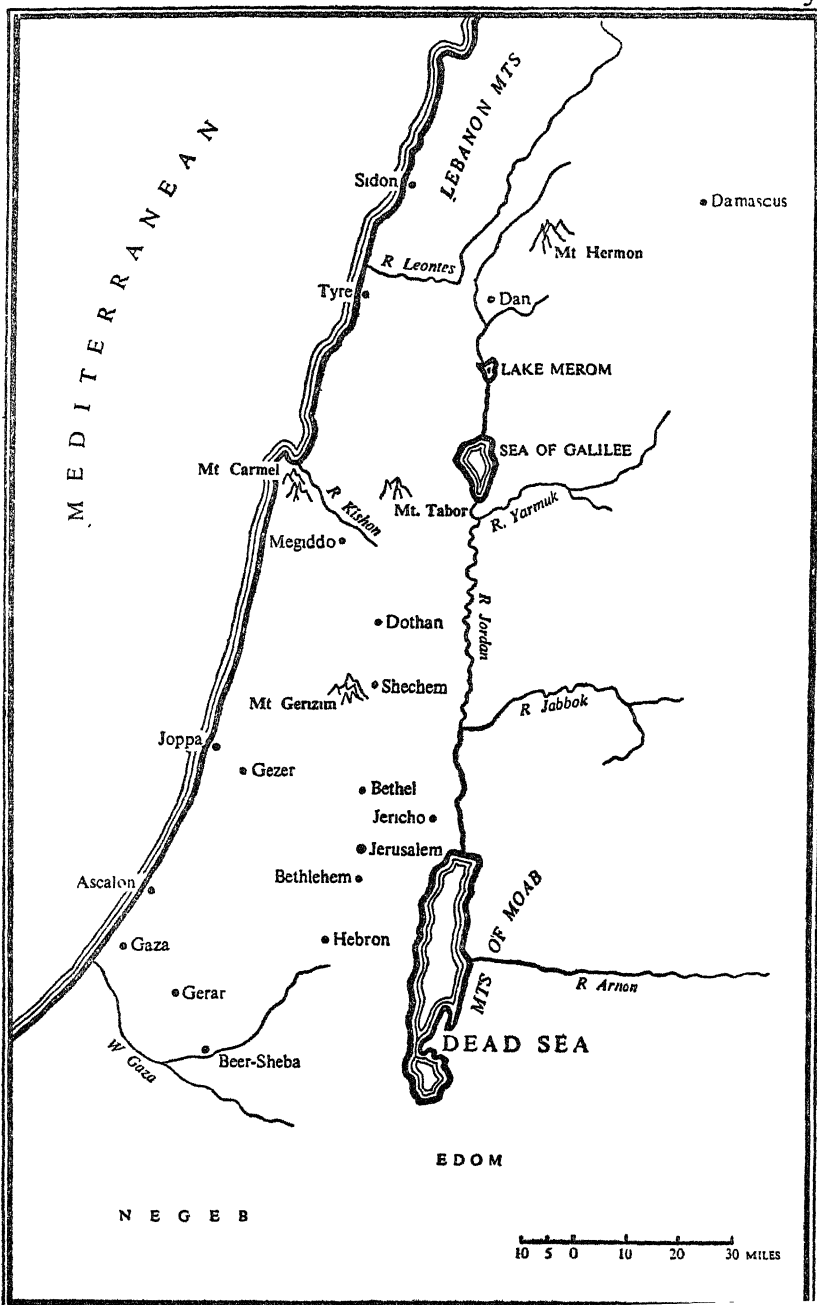 LEBANON MTS
MEDITERRANEAN
Sidon
Damascus
Mt Hermon
R Leontes
Tyre
Dan
LAKE MEROM
SEA OF GALILEE
Mt Carmel
R Kishon
Mt. Tabor
R. Yarmuk
Megiddo
Dothan
R Jordan
Shechem
Mt Gerizim
R Jabbok
Joppa
Gezer
Bethel
Jericho
Jerusalem
Bethlehem
Ascalon
MTS OF MOAB
Gaza
Hebron
R Arnon
Gerar
DEAD SEA
W Gaza
Beer-Sheba
EDOM
NEGEB
10 5 0 10 20 30 MILES